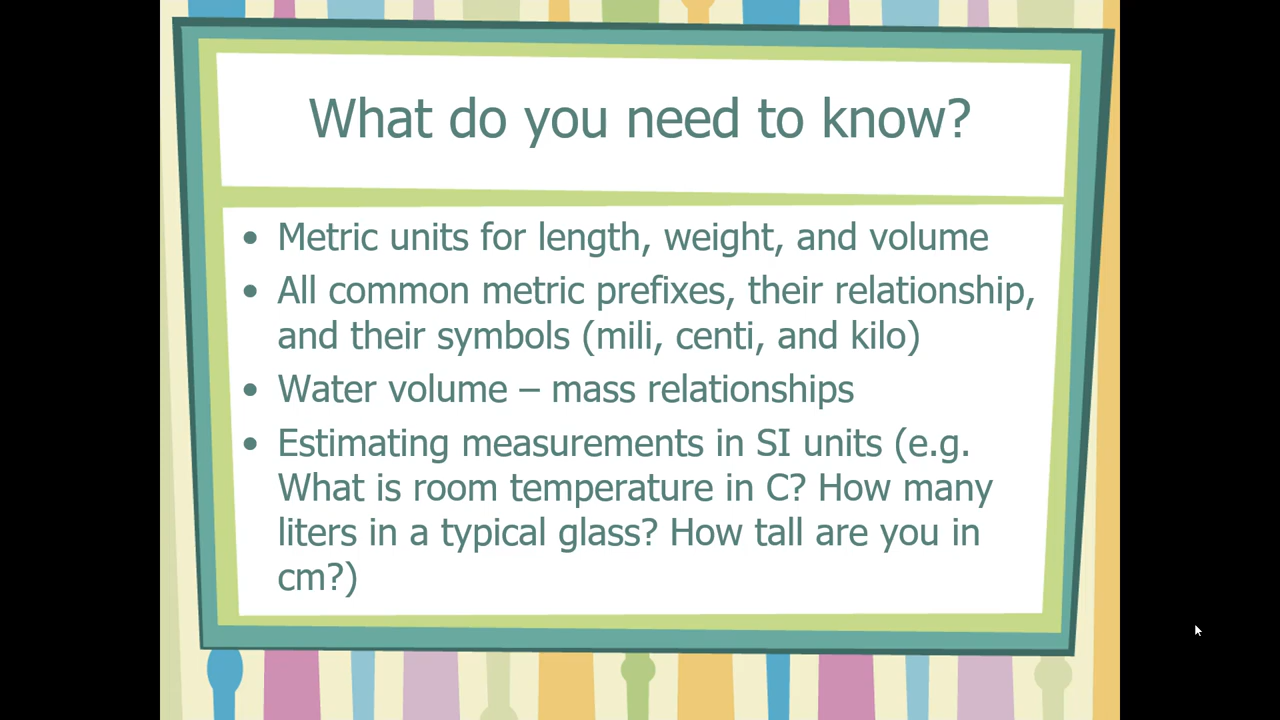 What do you need to know?
• Metric units for length, weight, and volume
• All common metric prefixes, their relationship,
and their symbols (mili, centi, and kilo)
• Water volume – mass relationships
• Estimating measurements in SI units (e.g.
What is room temperature in C? How many
liters in a typical glass? How tall are you in
cm?)